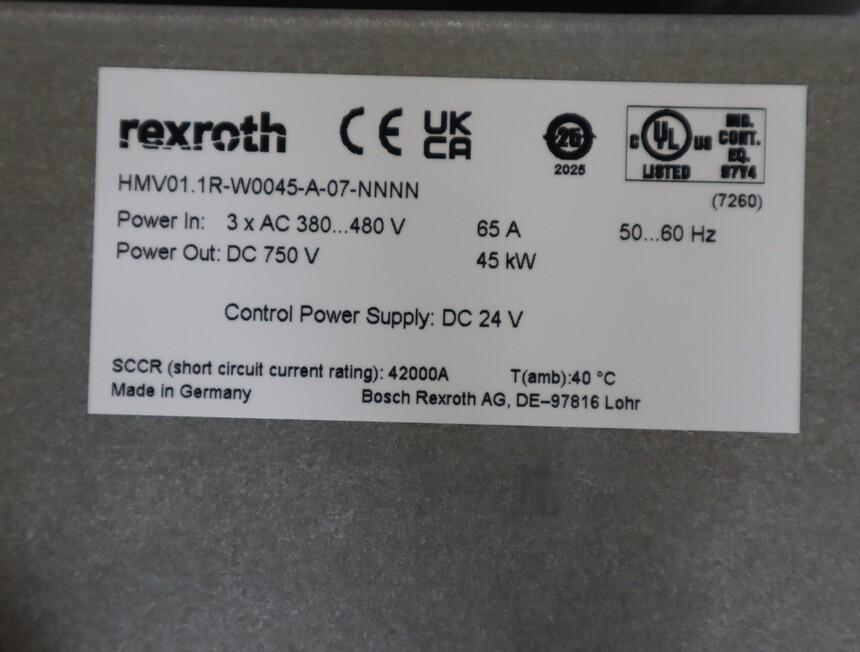 rexroth CE UK CA 25 C UL US LISTED IND. CONT. EQ. 97Y4
2025
HMV01.1R-W0045-A-07-NNNN
(7260)
Power In: 3 x AC 380...480 V 65 A 50...60 Hz
Power Out: DC 750 V 45 kW
Control Power Supply: DC 24 V
SCCR (short circuit current rating): 42000A T(amb):40 °C
Made in Germany Bosch Rexroth AG, DE–97816 Lohr